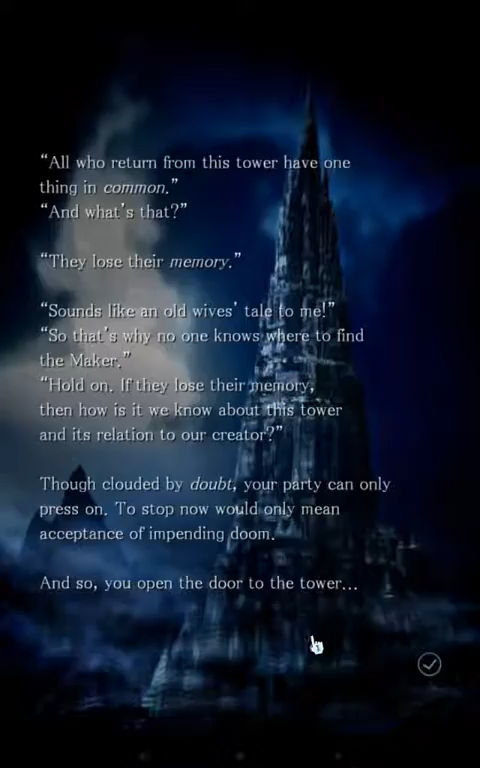 “All who return from this tower have one
thing in common.”
“And what’s that?”
“They lose their memory.”
“Sounds like an old wives’ tale to me!”
“So that’s why no one knows where to find
the Maker.”
“Hold on. If they lose their memory,
then how is it we know about this tower
and its relation to our creator?”
Though clouded by doubt, your party can only
press on. To stop now would only mean
acceptance of impending doom.
And so, you open the door to the tower...